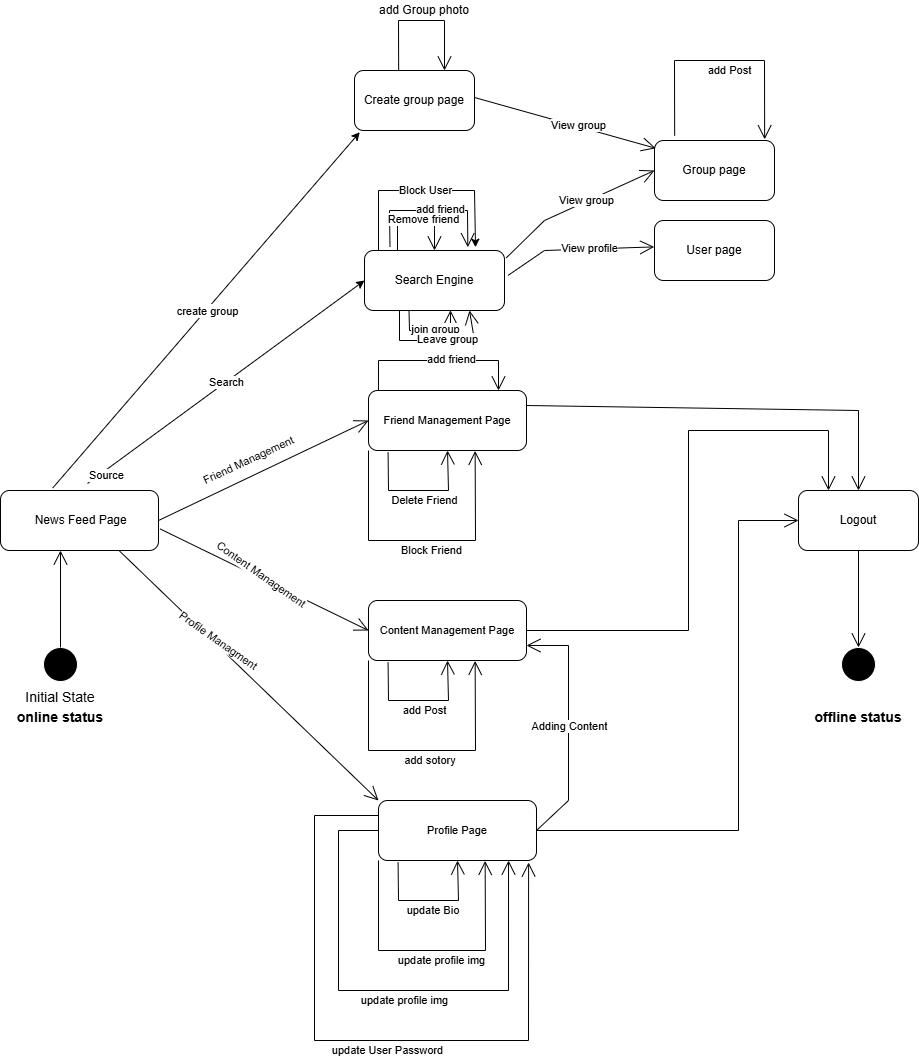 add Group photo
Create group page
add Post
View group
Group page
Block User
add friend
Remove friend
View group
Search Engine
View profile
User page
create group
join group
Leave group
add friend
Search
Friend Management Page
Friend Management
Source
Delete Friend
News Feed Page
Logout
Block Friend
Content Management
Content Management Page
Profile Managment
Initial State
online status
offline status
add Post
Adding Content
add sotory
Profile Page
update Bio
update profile img
update profile img
update User Password